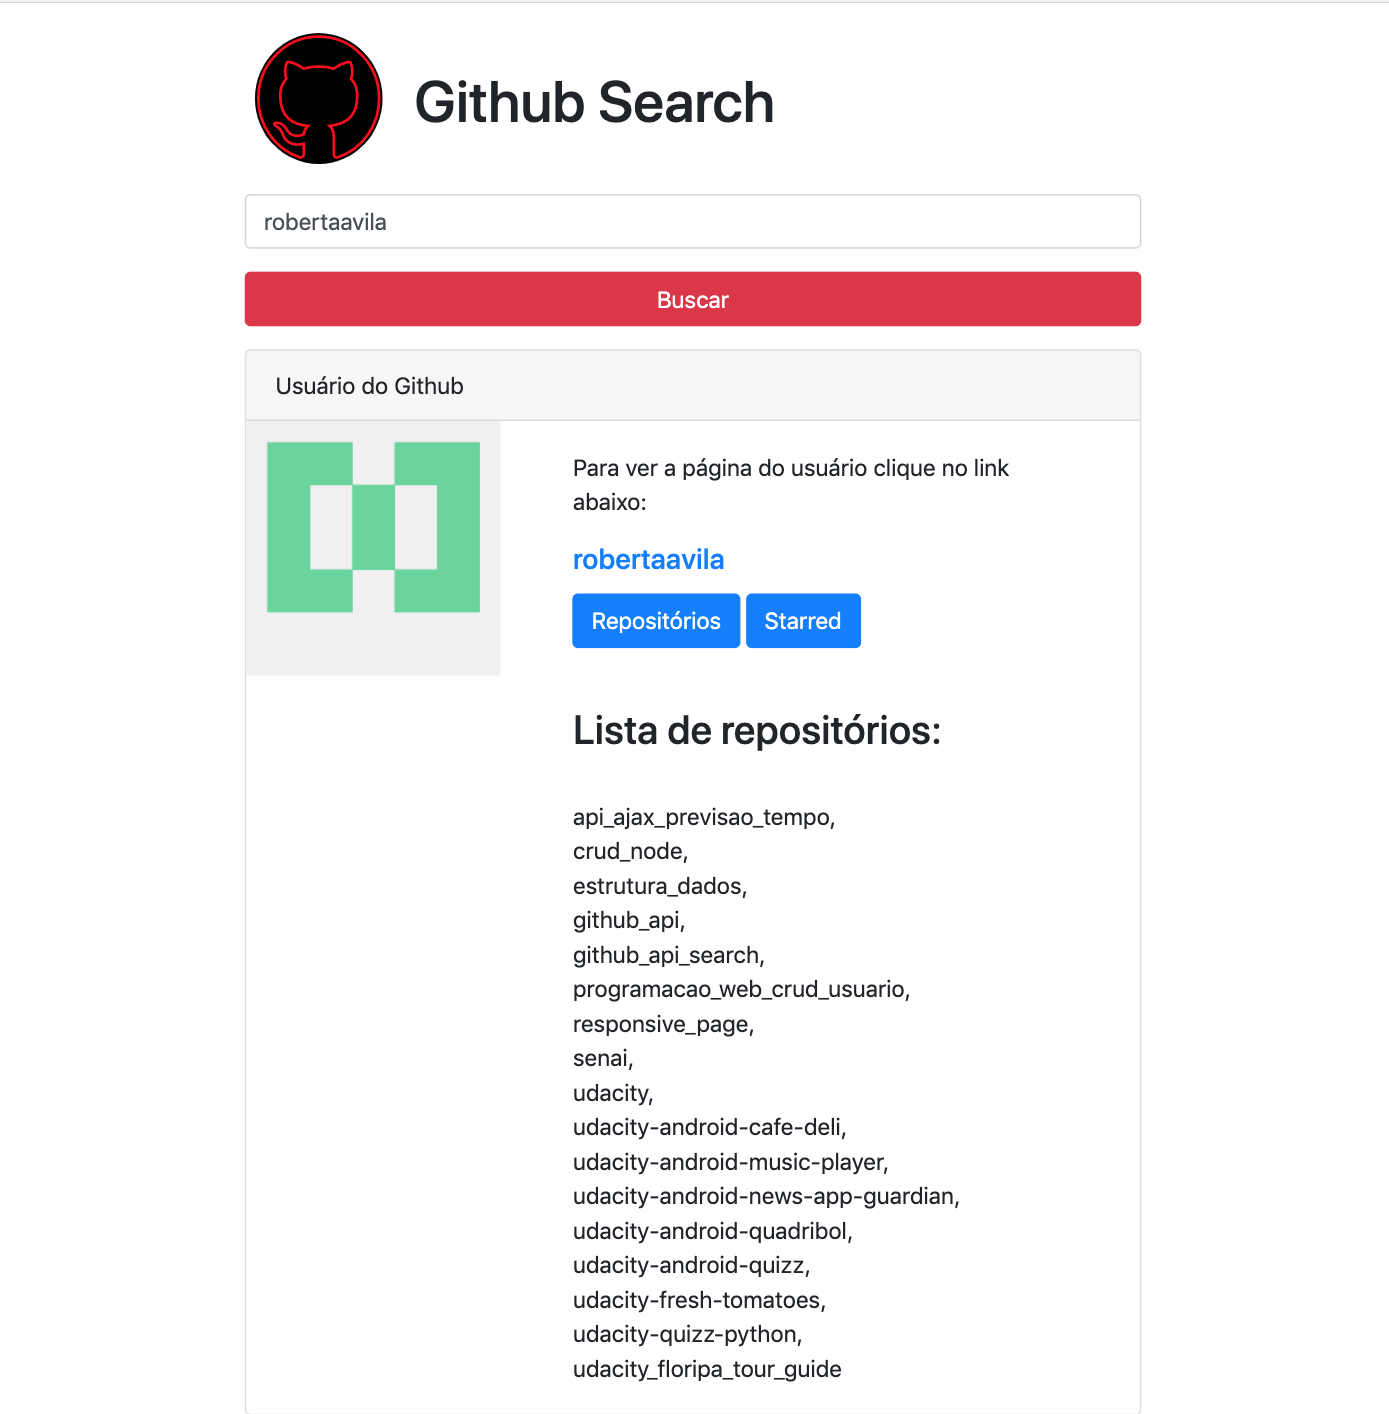 Github Search
robertaavila
Buscar
Usuário do Github
Para ver a página do usuário clique no link
abaixo:
robertaavila
Repositórios Starred
Lista de repositórios:
api_ajax_previsao_tempo,
crud_node,
estrutura_dados,
github_api,
github_api_search,
programacao_web_crud_usuario,
responsive_page,
senai,
udacity,
udacity-android-cafe-deli,
udacity-android-music-player,
udacity-android-news-app-guardian,
udacity-android-quadribol,
udacity-android-quizz,
udacity-fresh-tomatoes,
udacity-quizz-python,
udacity_floripa_tour_guide